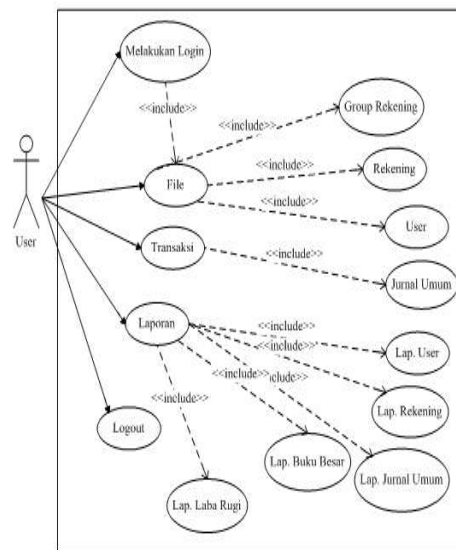 Melakukan Login
<<include>>
Group Rekening
<<include>>
<<include>>
Rekening
File
<<include>>
User
User
Transaksi
<<include>>
Jurnal Umum
Laporan
<<include>>
Lap. User
<<include>>
<<include>>
<<include>>
Lap. Rekening
<<include>>
Logout
Lap. Buku Besar
Lap. Jurnal Umum
Lap. Laba Rugi